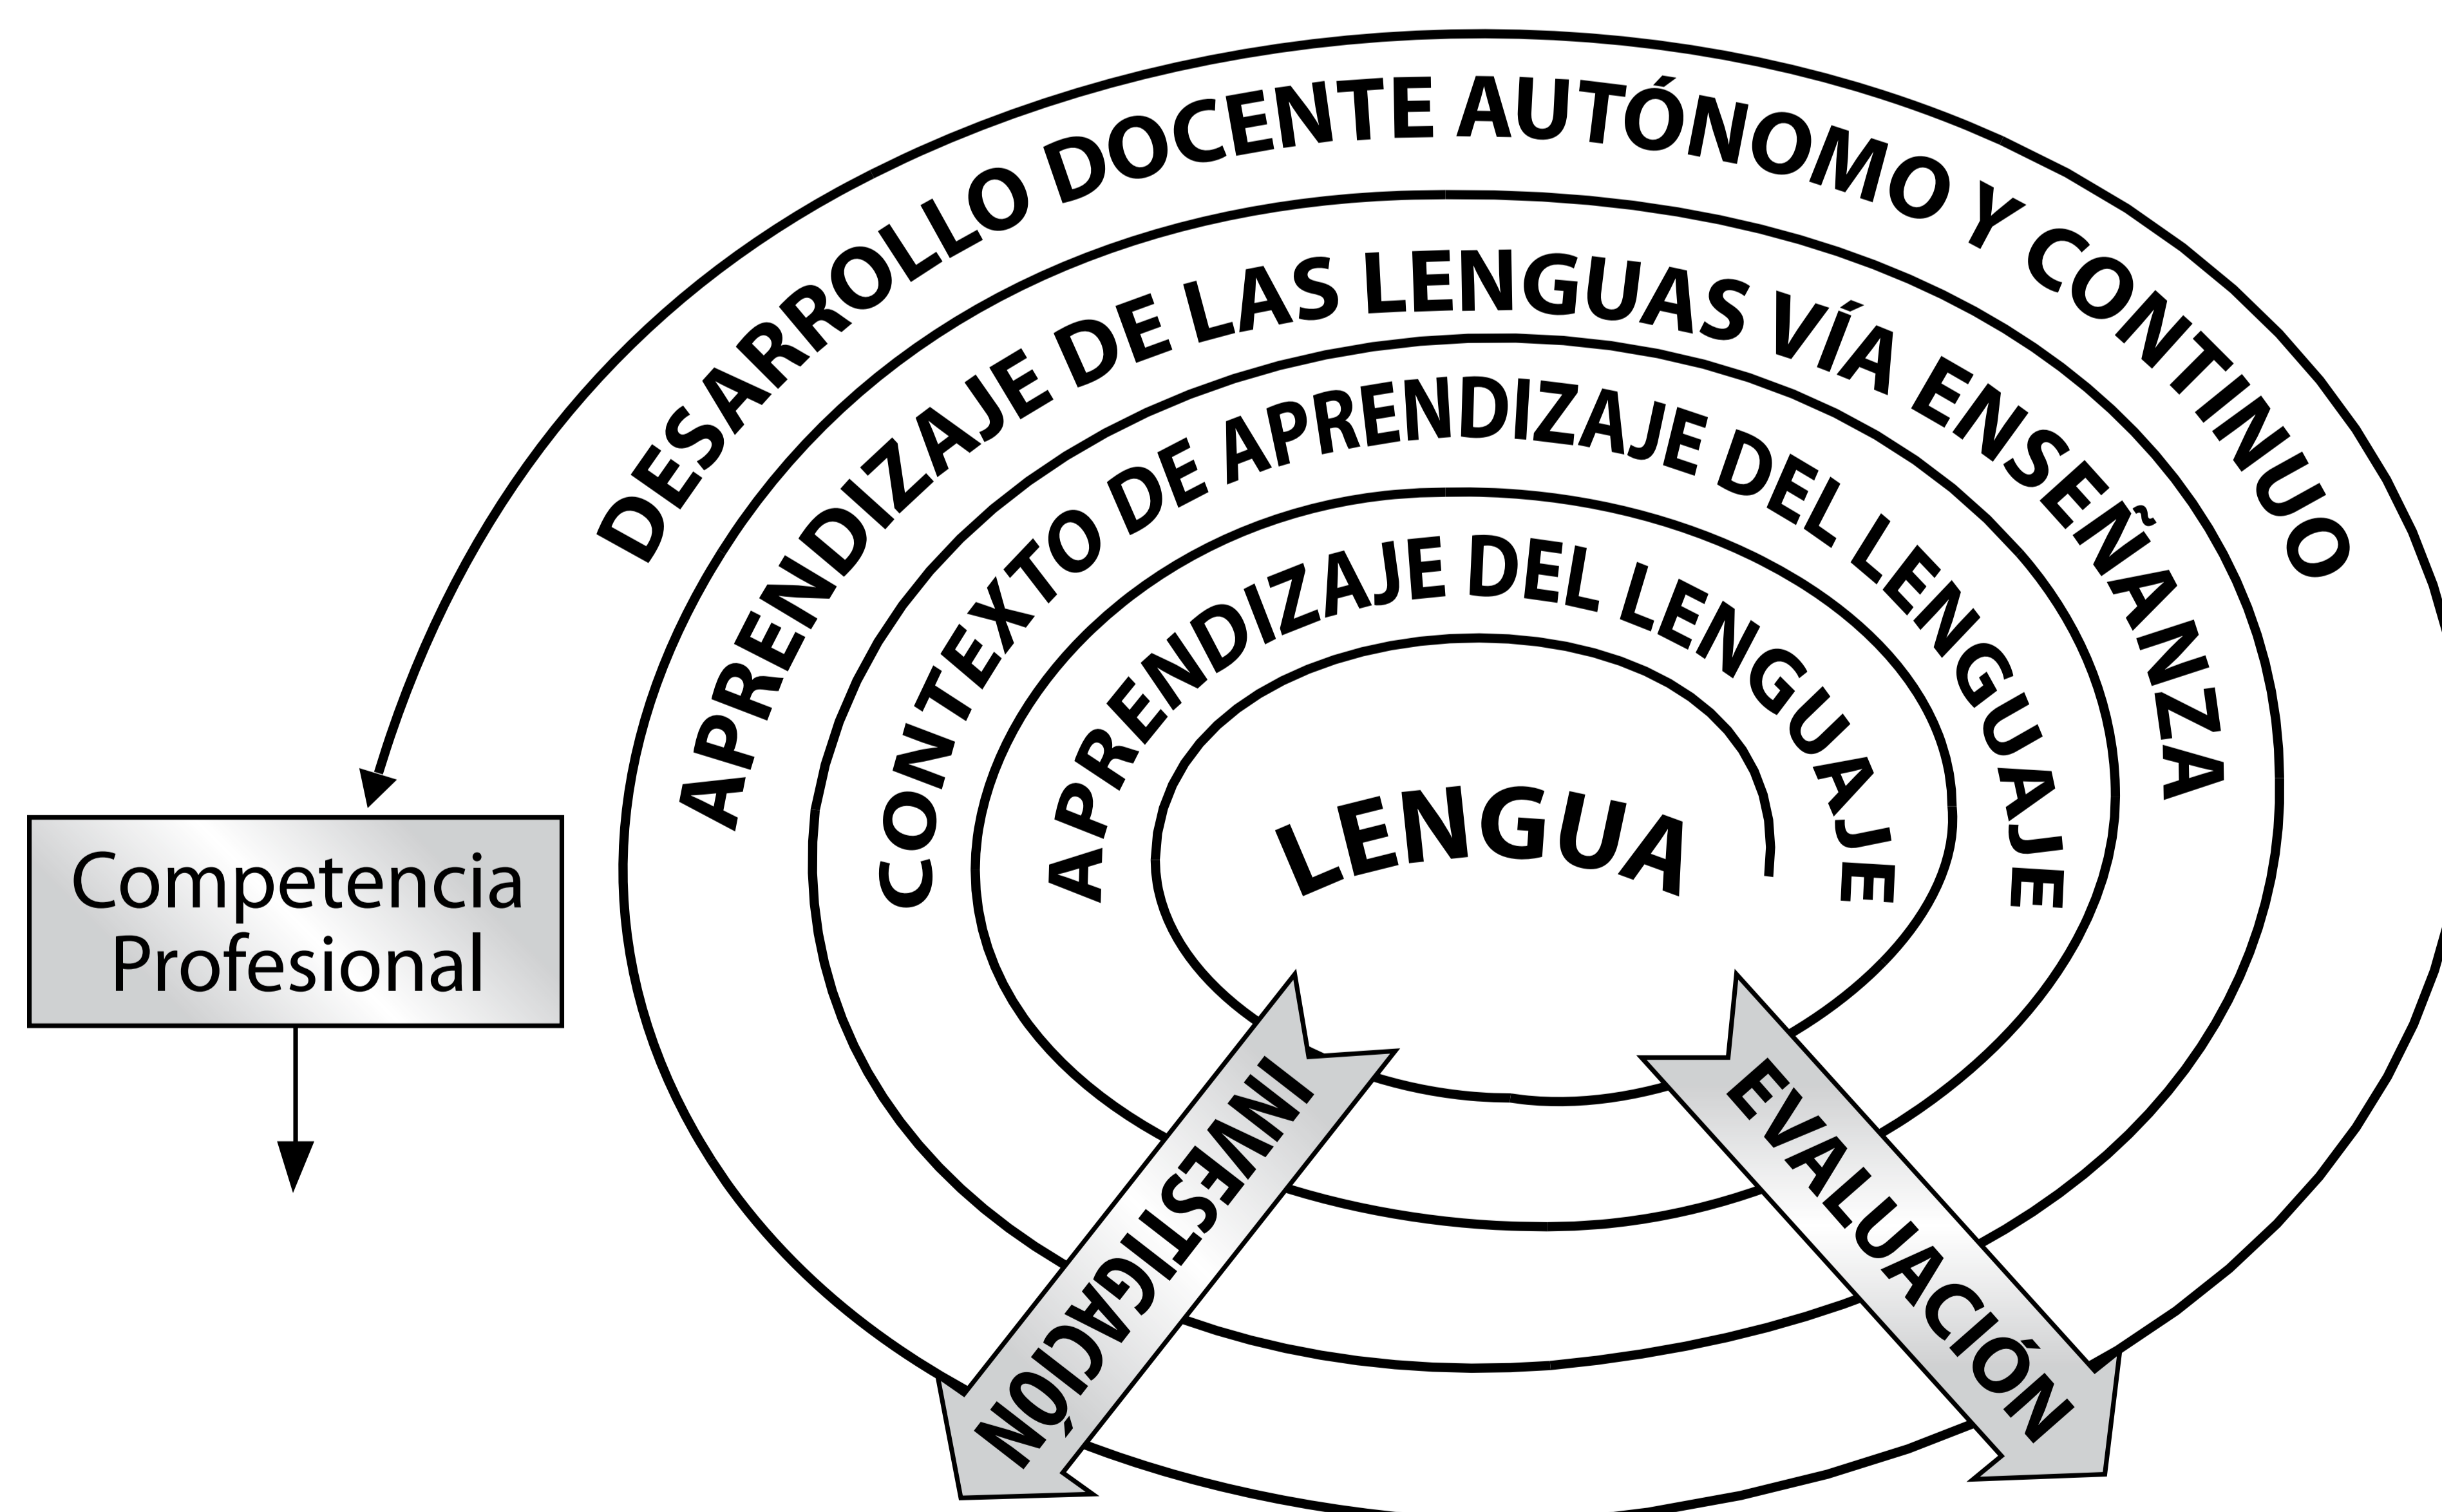 DESARROLLO DOCENTE AUTÓNOMO Y CONTINUO
APRENDIZAJE DE LAS LENGUAS VÍA ENSEÑANZA
CONTEXTO DE APRENDIZAJE DEL LENGUAJE
APRENDIZAJE DEL LENGUAJE
LENGUA
Competencia
Profesional
INVESTIGACIÓN
EVALUACIÓN